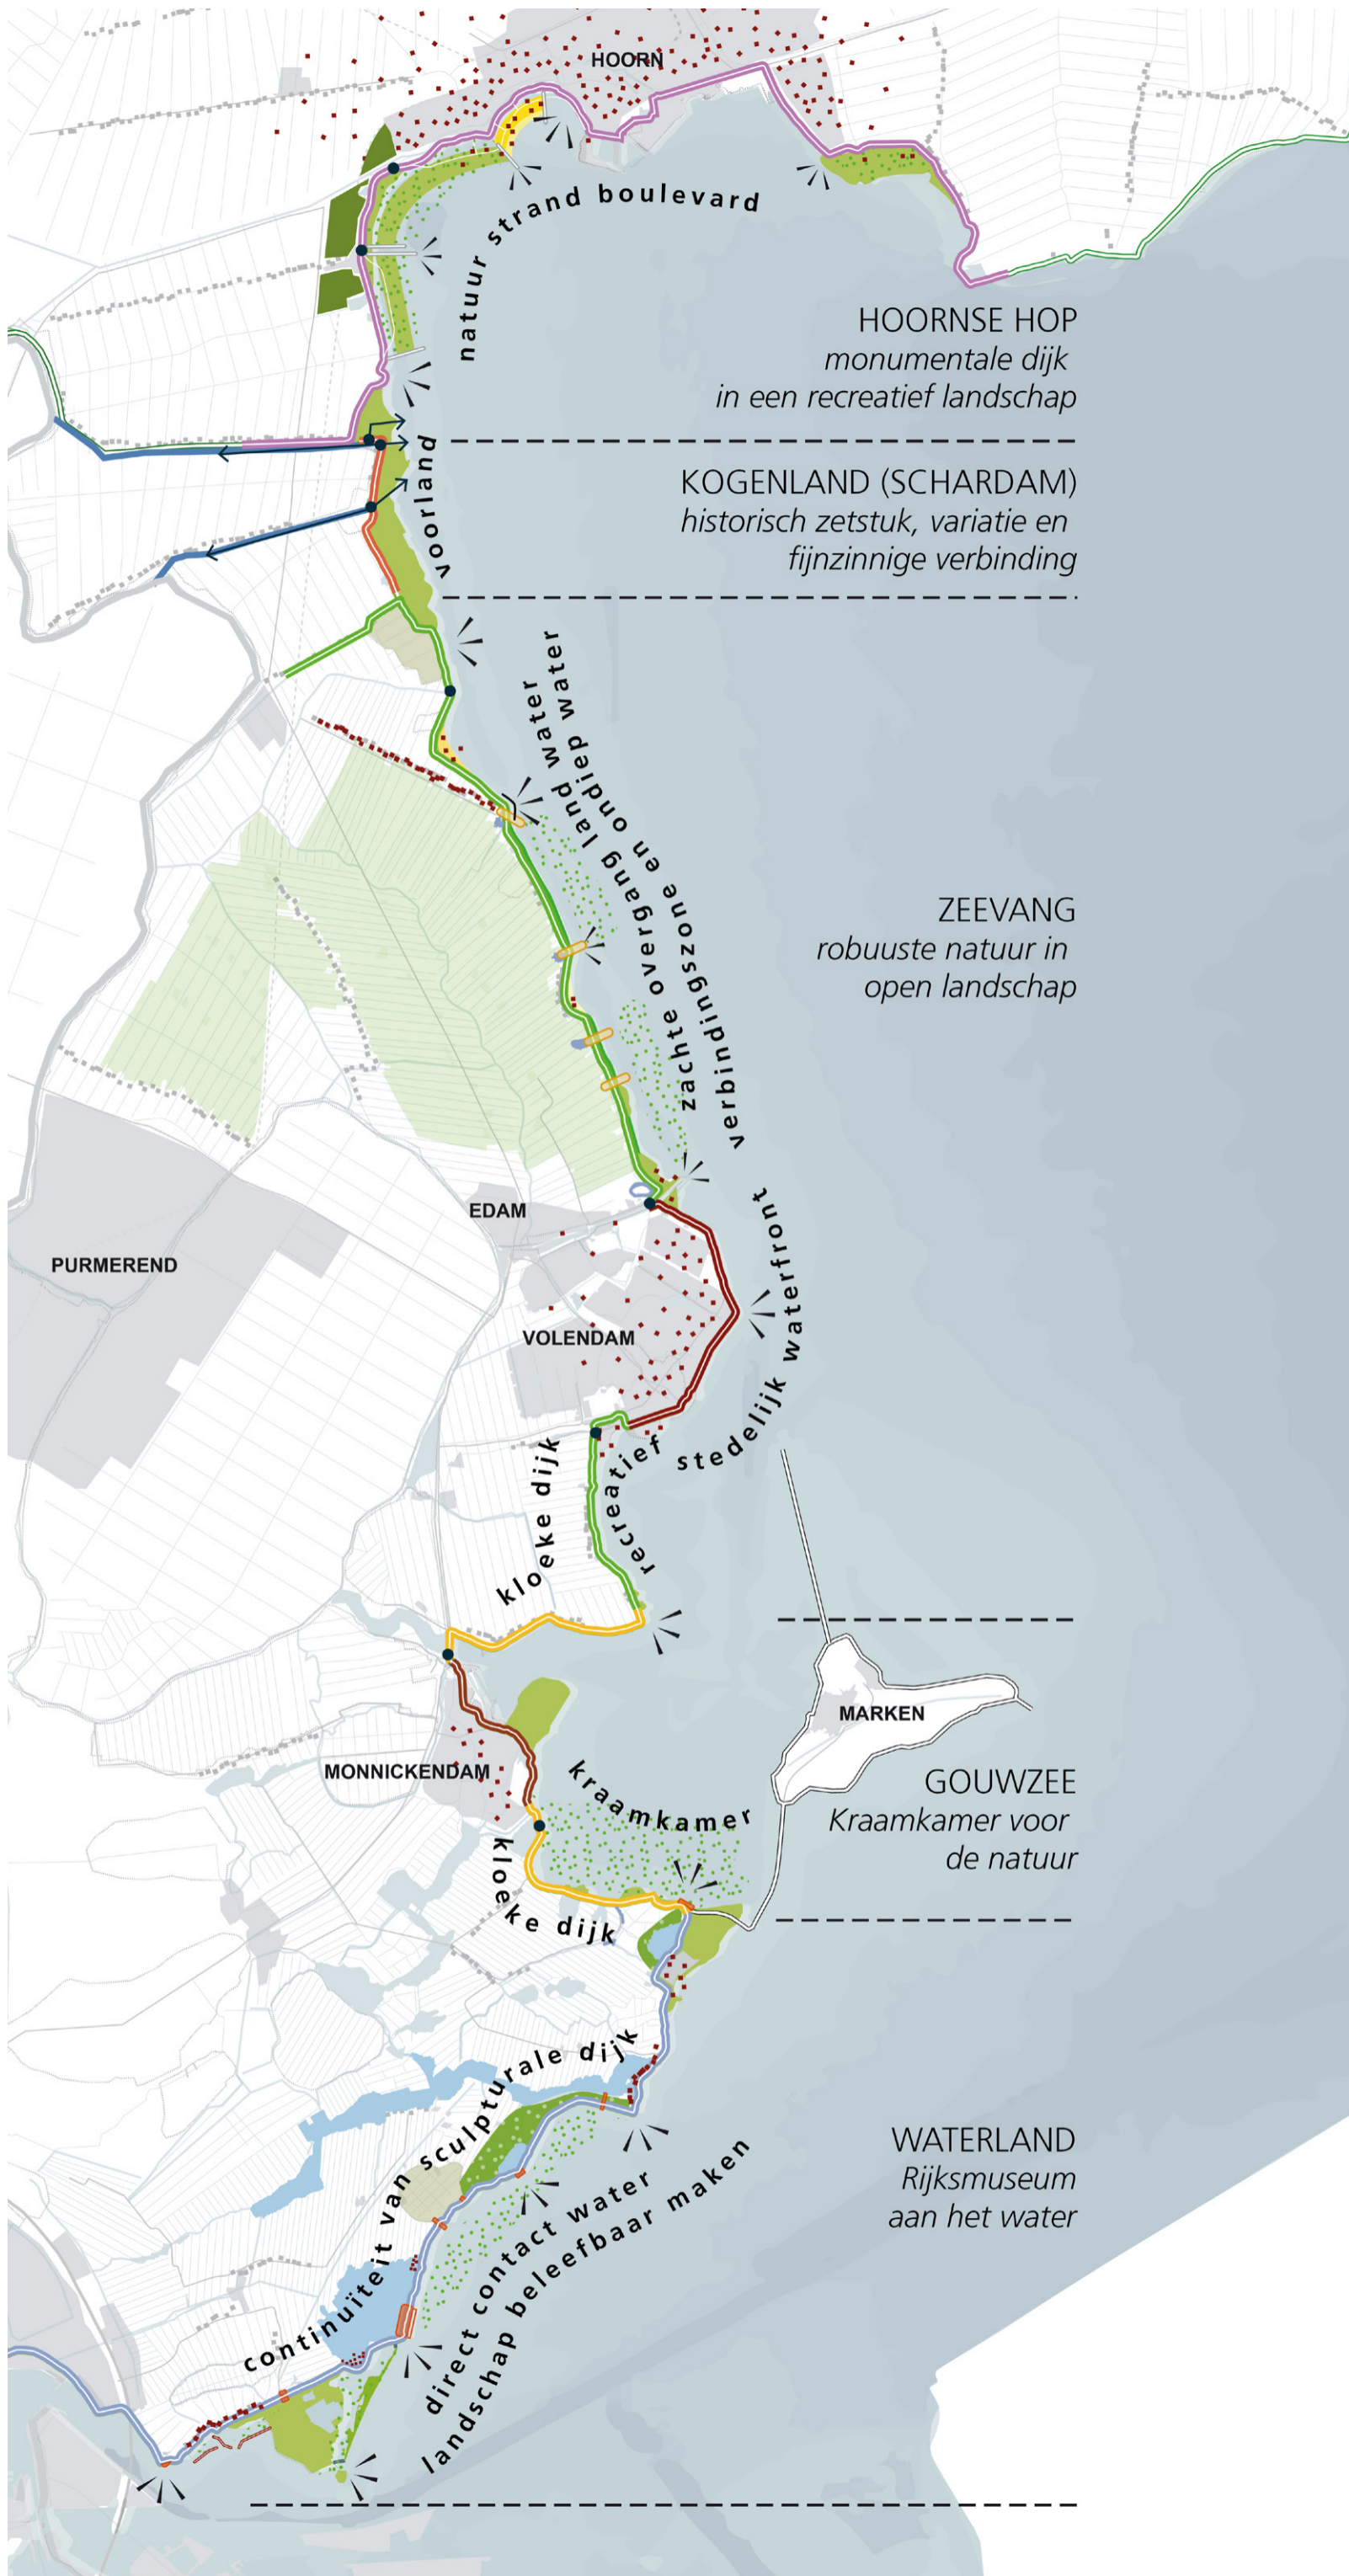 HOORN
natuur strand boulevard
HOORNSE HOP
monumentale dijk
in een recreatief landschap
voorland
KOGENLAND (SCHARDAM)
historisch zetstuk, variatie en
fijnzinnige verbinding
zachte overgang land water
verbindingszone en ondiep water
ZEEVANG
robuuste natuur in
open landschap
EDAM
PURMEREND
VOLENDAM
recreatief stedelijk waterfront
kloeke dijk
MARKEN
MONNICKENDAM
kraamkamer
GOUWZEE
Kraamkamer voor
de natuur
kloeke dijk
continuïteit van sculpturale dijk
WATERLAND
Rijksmuseum
aan het water
direct contact water
landschap beleefbaar maken